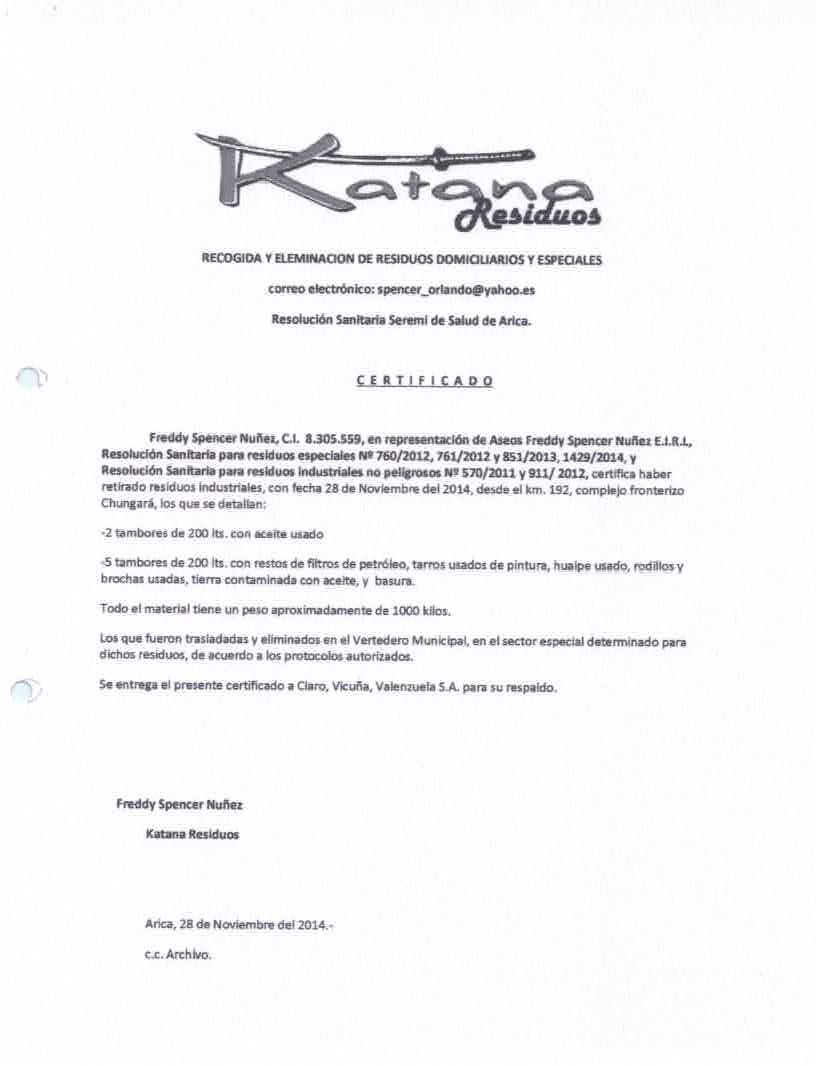 Katana
Residuos
RECOGIDA Y ELEMINACION DE RESIDUOS DOMICILIARIOS Y ESPECIALES
correo electrónico: spencer_orlando@yahoo.es
Resolución Sanitaria Seremi de Salud de Arica.
CERTIFICADO
Freddy Spencer Nuñez, C.I. 8.305.559, en representación de Aseos Freddy Spencer Nuñez E.I.R.L,
Resolución Sanitaria para residuos especiales Nº 760/2012, 761/2012 y 851/2013, 1429/2014, y
Resolución Sanitaria para residuos industriales no peligrosos Nº 570/2011 y 911/ 2012, certifica haber
retirado residuos industriales, con fecha 28 de Noviembre del 2014, desde el km. 192, complejo fronterizo
Chungará, los que se detallan:
-2 tambores de 200 lts. con aceite usado
-5 tambores de 200 lts. con restos de filtros de petróleo, tarros usados de pintura, huaipe usado, rodillos y
brochas usadas, tierra contaminada con aceite, y basura.
Todo el material tiene un peso aproximadamente de 1000 kilos.
Los que fueron trasladadas y eliminados en el Vertedero Municipal, en el sector especial determinado para
dichos residuos, de acuerdo a los protocolos autorizados.
Se entrega el presente certificado a Claro, Vicuña, Valenzuela S.A. para su respaldo.
Freddy Spencer Nuñez
Katana Residuos
Arica, 28 de Noviembre del 2014.-
c.c. Archivo.